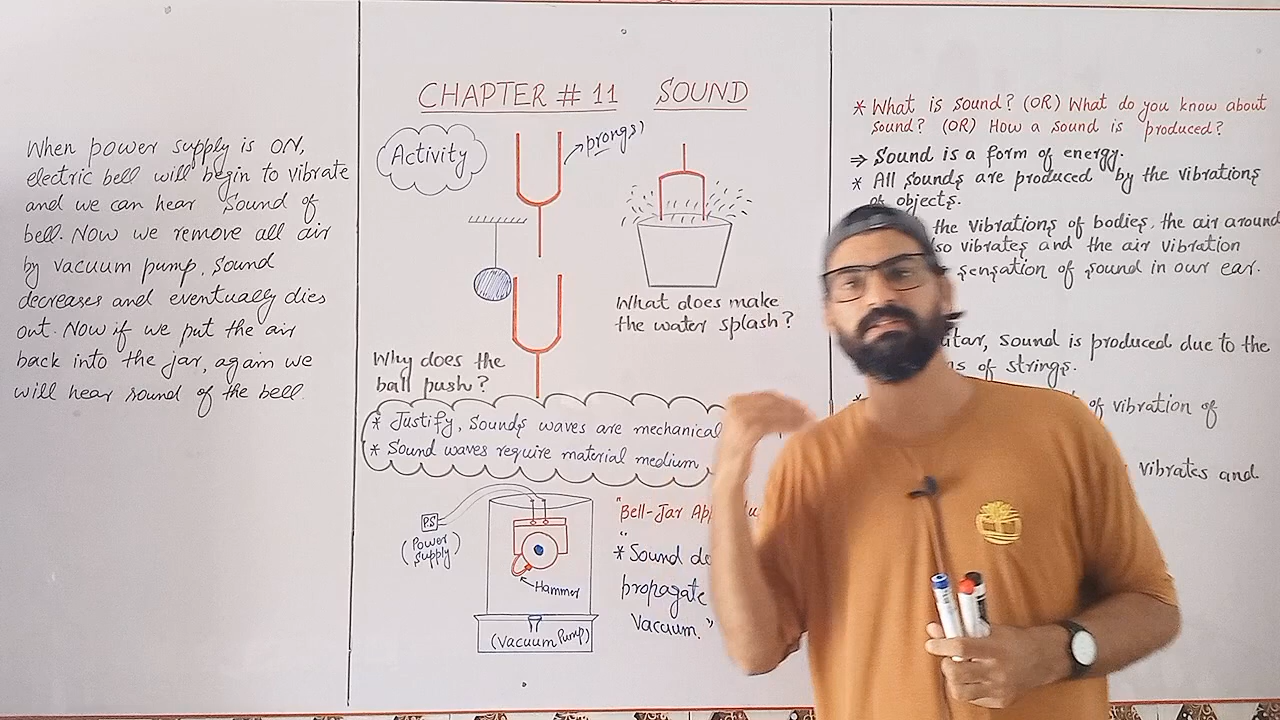 When power supply is ON,
electric bell will begin to vibrate
and we can hear sound of
bell. Now we remove all air
by vacuum pump, sound
decreases and eventually dies
out. Now if we put the air
back into the jar, again we
will hear sound of the bell.
CHAPTER # 11 SOUND
Activity
prongs
What does make
the water splash?
Why does the
ball push?
* Justify, Sounds waves are mechanical
* Sound waves require material medium
PS
(Power
Supply)
Hammer
(Vacuum Pump)
"Bell-Jar
"
* Sound
propagate
Vacuum."
* What is sound? (OR) What do you know about
sound? (OR) How a sound is produced?
⇒ Sound is a form of energy.
* All sounds are produced by the vibrations
of objects.
the vibrations of bodies, the air around
vibrates and the air vibration
sensation of sound in our ear.
sound is produced due to the
of strings.
of vibration of
vibrates and